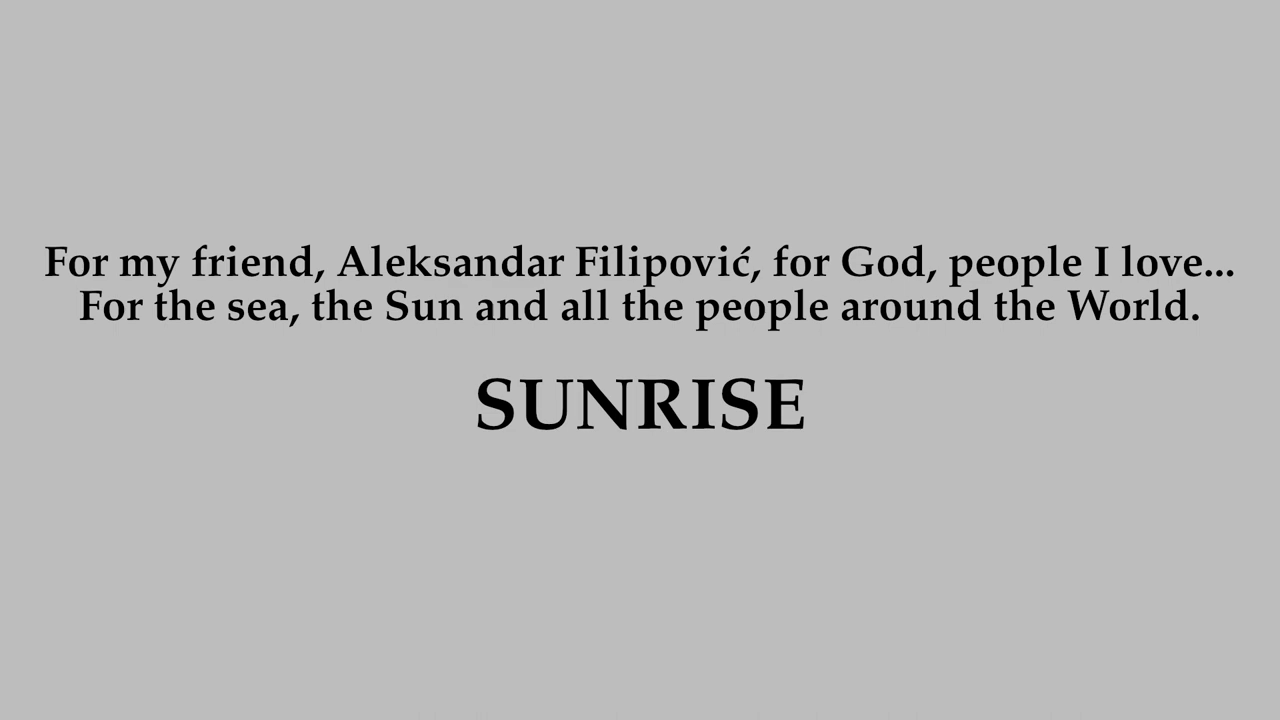 For my friend, Aleksandar Filipović, for God, people I love...
For the sea, the Sun and all the people around the World.
SUNRISE